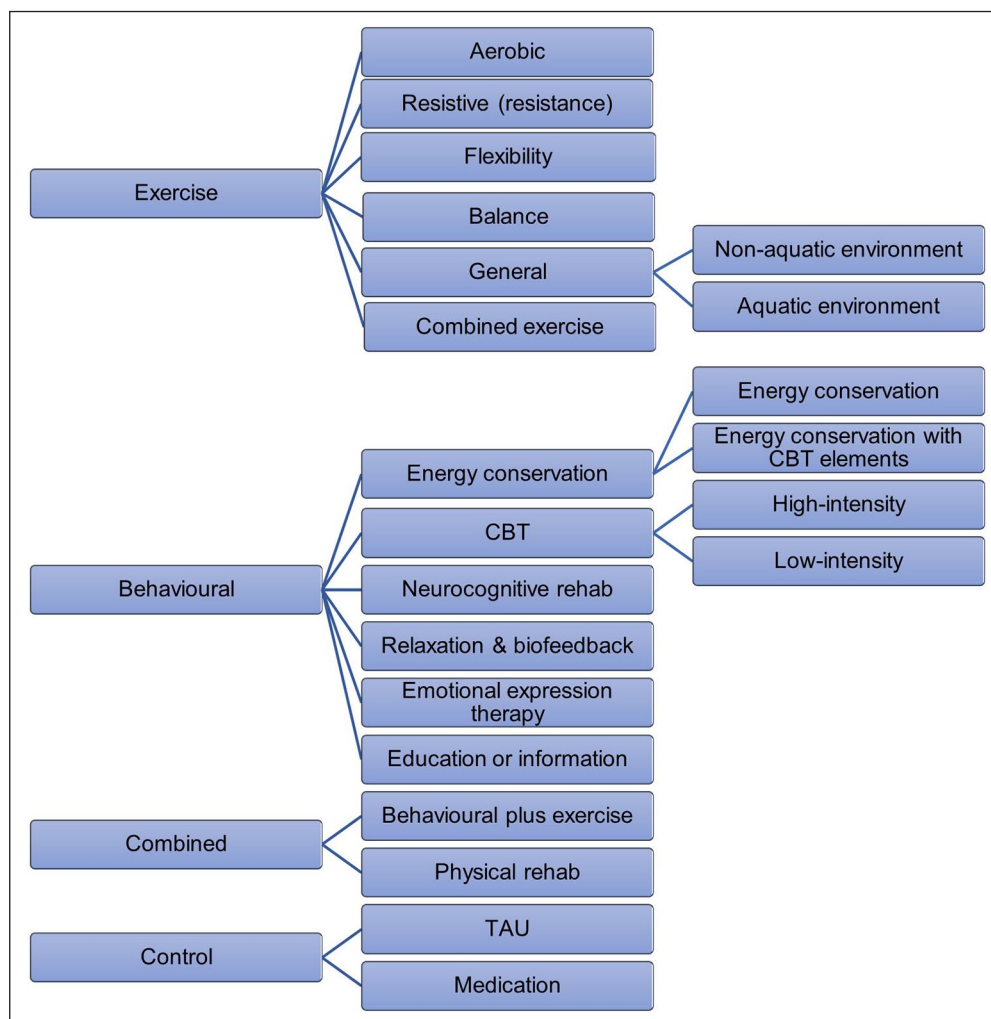 Exercise
Aerobic
Resistive (resistance)
Flexibility
Balance
General
Non-aquatic environment
Aquatic environment
Combined exercise
Behavioural
Energy conservation
Energy conservation
Energy conservation with
CBT elements
CBT
High-intensity
Low-intensity
Neurocognitive rehab
Relaxation & biofeedback
Emotional expression
therapy
Education or information
Combined
Behavioural plus exercise
Physical rehab
Control
TAU
Medication